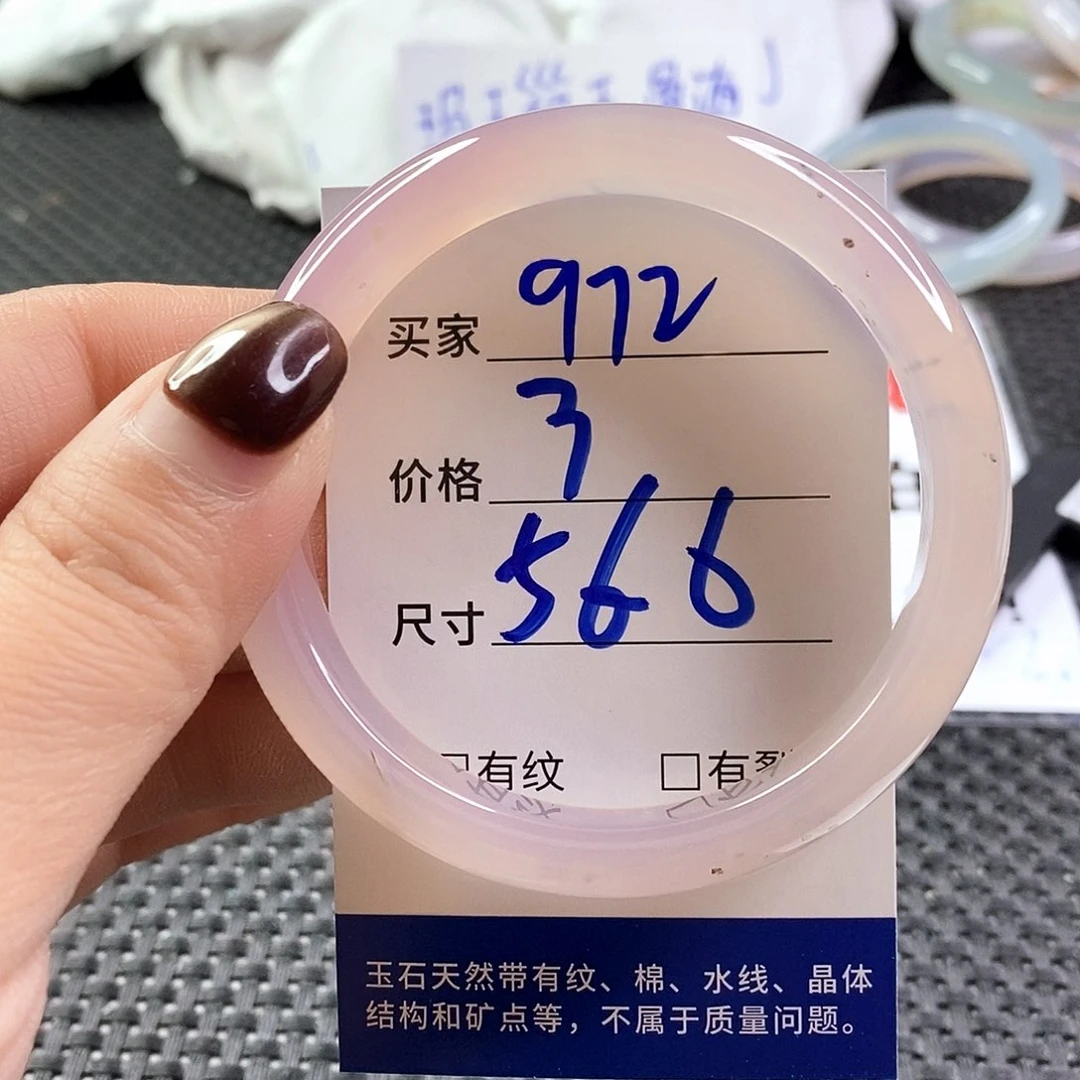 买家 972
价格 3
尺寸 566
□有纹 □有裂
玉石天然带有纹、棉、水线、晶体
结构和矿点等，不属于质量问题。